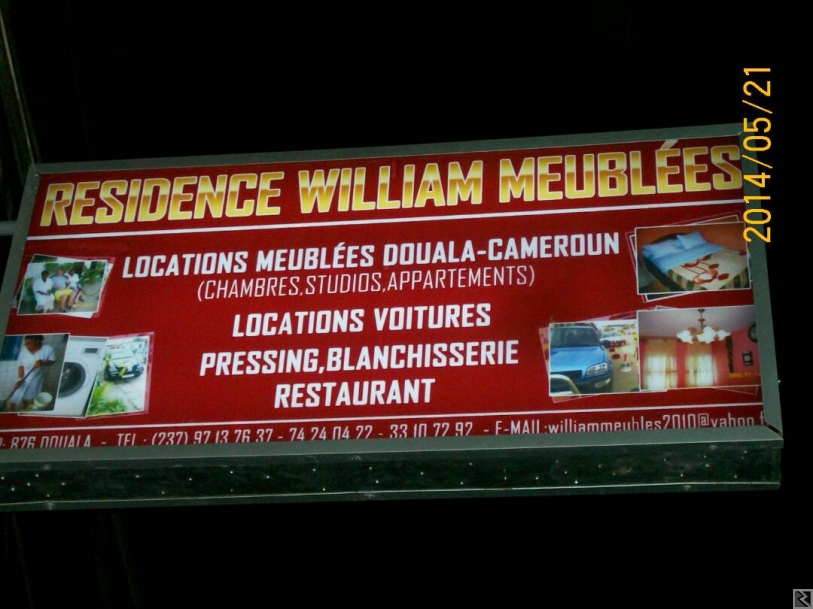 RESIDENCE WILLIAM MEUBLÉES
LOCATIONS MEUBLÉES DOUALA-CAMEROUN
(CHAMBRES,STUDIOS,APPARTEMENTS)
LOCATIONS VOITURES
PRESSING,BLANCHISSERIE
RESTAURANT
: 876 DOUALA - TEL : (237) 97 13 76 37 - 74 24 04 22 - 33 10 72 92 - E-MAIL :williammeubles2010@yahoo.f
2014/05/21